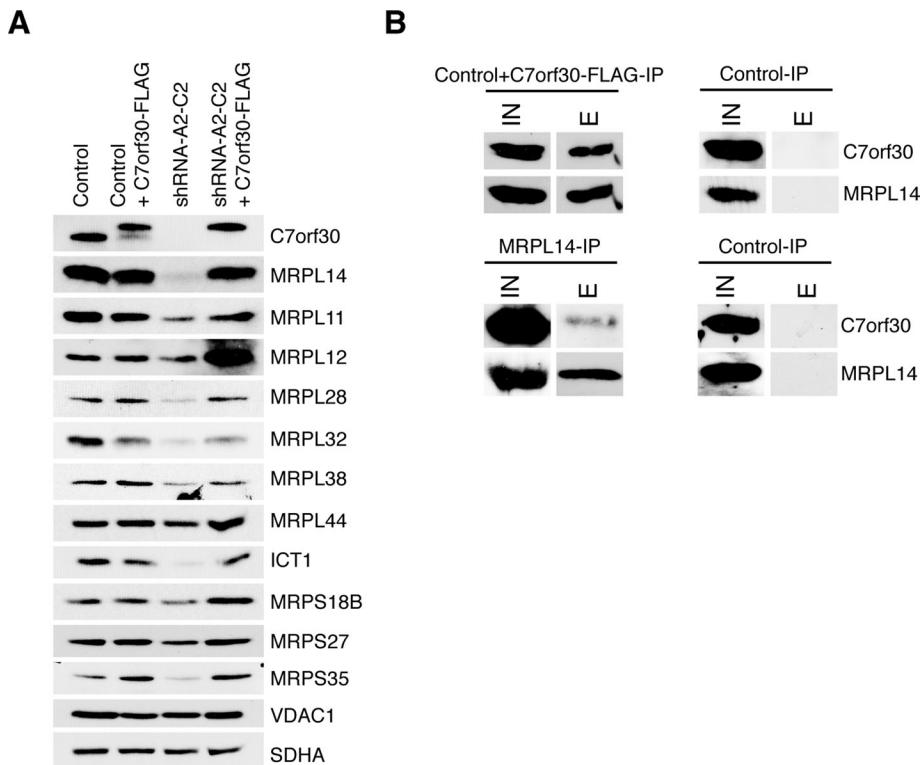 A
Control
Control
+ C7orf30-FLAG
shRNA-A2-C2
shRNA-A2-C2
+ C7orf30-FLAG
C7orf30
MRPL14
MRPL11
MRPL12
MRPL28
MRPL32
MRPL38
MRPL44
ICT1
MRPS18B
MRPS27
MRPS35
VDAC1
SDHA
B
Control+C7orf30-FLAG-IP
IN
E
Control-IP
IN
E
C7orf30
MRPL14
MRPL14-IP
IN
E
Control-IP
IN
E
C7orf30
MRPL14